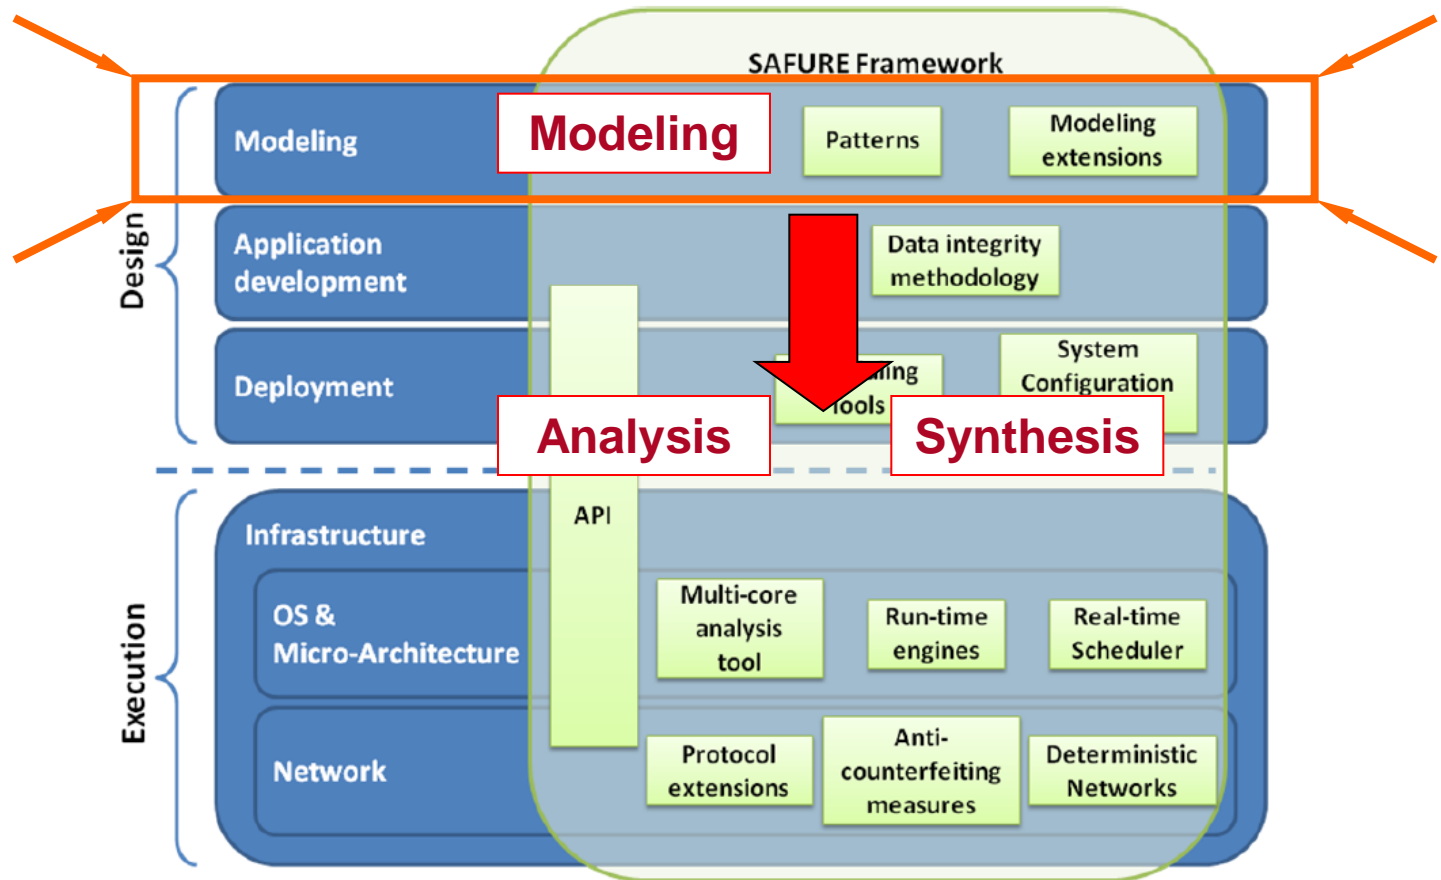 SAFURE Framework
Modeling
Modeling
Patterns
Modeling
extensions
Design
Application
development
Data integrity
methodology
Deployment
Tools
System
Configuration
Analysis
Synthesis
API
Execution
Infrastructure
OS &
Micro-Architecture
Multi-core
analysis
tool
Run-time
engines
Real-time
Scheduler
Network
Protocol
extensions
Anti-
counterfeiting
measures
Deterministic
Networks